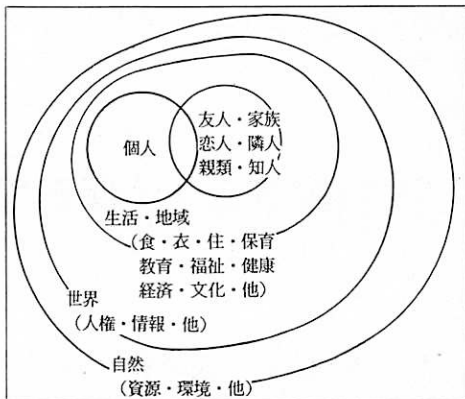 個人
友人・家族
恋人・隣人
親類・知人
生活・地域
(食・衣・住・保育
教育・福祉・健康
経済・文化・他)
世界
(人権・情報・他)
自然
(資源・環境・他)